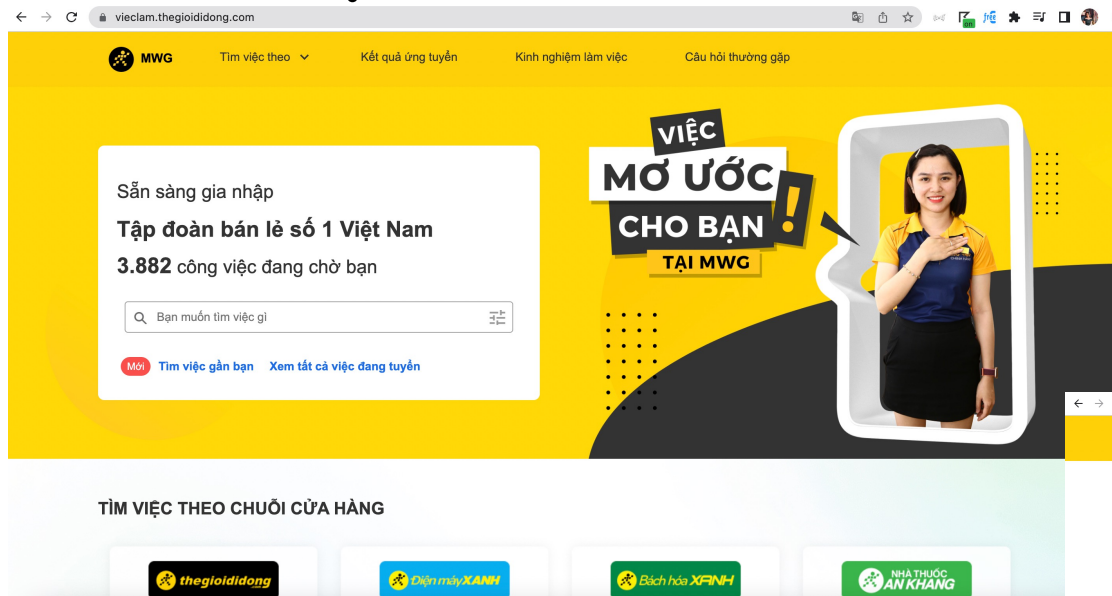 vieclam.thegioididong.com
on
free
MWG
Tìm việc theo
Kết quả ứng tuyển
Kinh nghiệm làm việc
Câu hỏi thường gặp
Sẵn sàng gia nhập
Tập đoàn bán lẻ số 1 Việt Nam
3.882 công việc đang chờ bạn
Bạn muốn tìm việc gì
Mới
Tìm việc gần bạn
Xem tất cả việc đang tuyển
VIỆC
MƠ ƯỚC
CHO BẠN !
TẠI MWG
TÌM VIỆC THEO CHUỖI CỬA HÀNG
thegioididong
Điện máy XANH
Bách hóa XANH
NHÀ THUỐC
AN KHANG